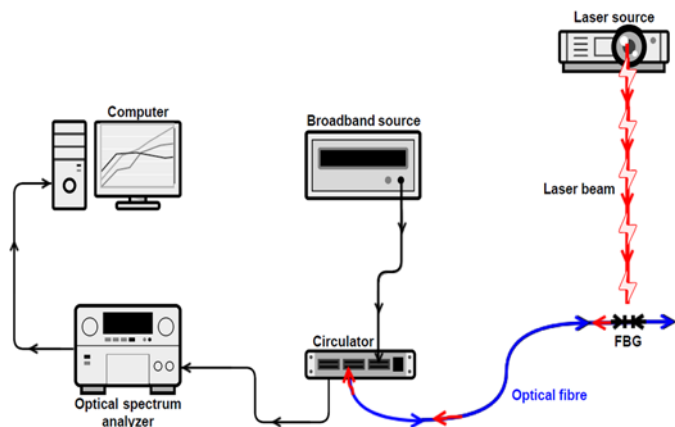 Laser source
Computer
Broadband source
Laser beam
Circulator
FBG
Optical fibre
Optical spectrum
analyzer